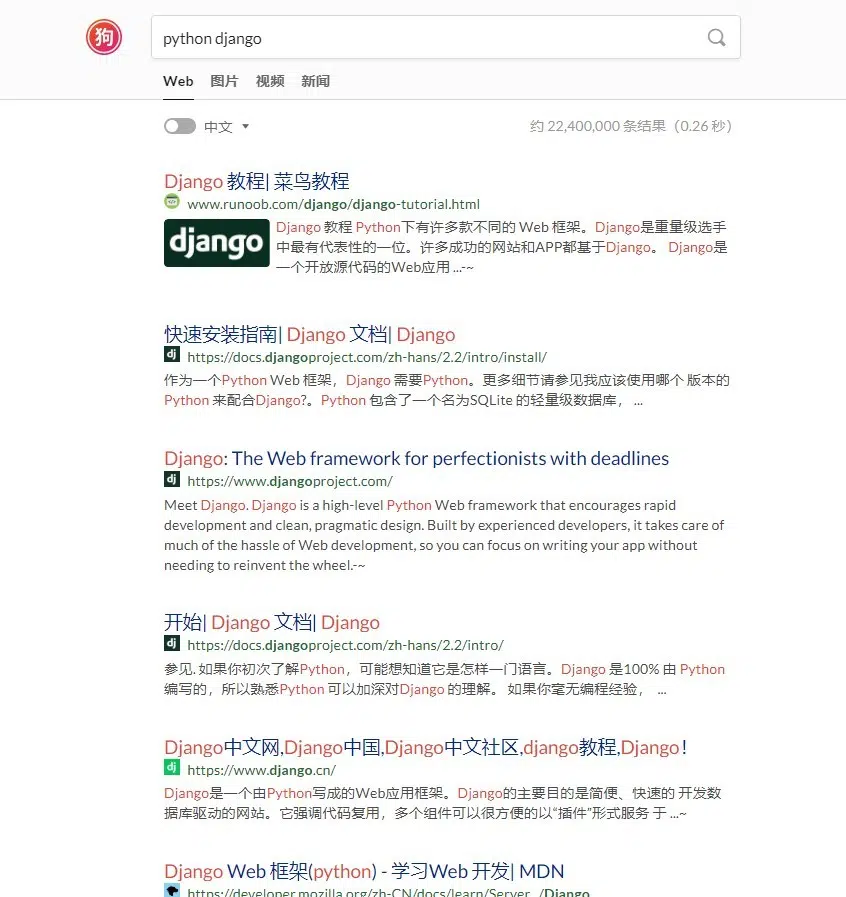 狗
python django
Web 图片 视频 新闻
中文 约 22,400,000 条结果（0.26 秒）
Django 教程| 菜鸟教程
www.runoob.com/django/django-tutorial.html
django
Django 教程 Python下有许多款不同的 Web 框架。Django是重量级选手
中最有代表性的一位。许多成功的网站和APP都基于Django。 Django是
一个开放源代码的Web应用 ...-~
快速安装指南| Django 文档| Django
dj https://docs.djangoproject.com/zh-hans/2.2/intro/install/
作为一个Python Web 框架，Django 需要Python。更多细节请参见我应该使用哪个 版本的
Python 来配合Django?。Python 包含了一个名为SQLite 的轻量级数据库， ...
Django: The Web framework for perfectionists with deadlines
dj https://www.djangoproject.com/
Meet Django. Django is a high-level Python Web framework that encourages rapid
development and clean, pragmatic design. Built by experienced developers, it takes care of
much of the hassle of Web development, so you can focus on writing your app without
needing to reinvent the wheel.-~
开始| Django 文档| Django
dj https://docs.djangoproject.com/zh-hans/2.2/intro/
参见. 如果你初次了解Python，可能想知道它是怎样一门语言。Django 是100% 由 Python
编写的，所以熟悉Python 可以加深对Django 的理解。 如果你毫无编程经验， ...
Django中文网,Django中国,Django中文社区,django教程,Django！
dj https://www.django.cn/
Django是一个由Python写成的Web应用框架。Django的主要目的是简便、快速的 开发数
据库驱动的网站。它强调代码复用，多个组件可以很方便的以“插件”形式服务 于 ...~
Django Web 框架(python) - 学习Web 开发| MDN
https://developer.mozilla.org/zh-CN/docs/learn/Server.../Django